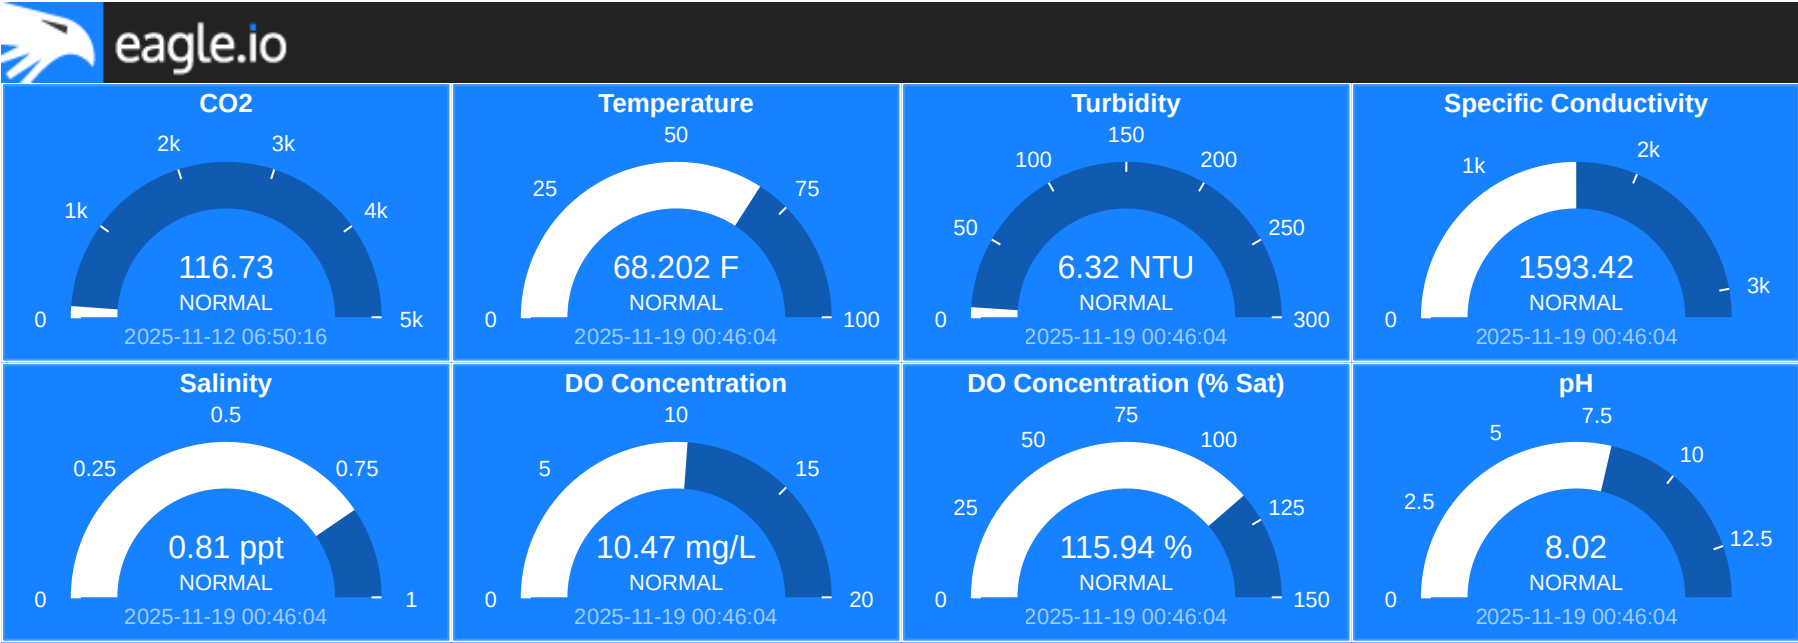 eagle.io
CO2
2k 3k
1k 4k
0 5k
116.73
NORMAL
2025-11-12 06:50:16
Temperature
50
25 75
0 100
68.202 F
NORMAL
2025-11-19 00:46:04
Turbidity
150
100 200
50 250
0 300
6.32 NTU
NORMAL
2025-11-19 00:46:04
Specific Conductivity
1k 2k
0 3k
1593.42
NORMAL
2025-11-19 00:46:04
Salinity
0.5
0.25 0.75
0 1
0.81 ppt
NORMAL
2025-11-19 00:46:04
DO Concentration
10
5 15
0 20
10.47 mg/L
NORMAL
2025-11-19 00:46:04
DO Concentration (% Sat)
75
50 100
25 125
0 150
115.94 %
NORMAL
2025-11-19 00:46:04
pH
7.5
5 10
2.5 12.5
0
8.02
NORMAL
2025-11-19 00:46:04